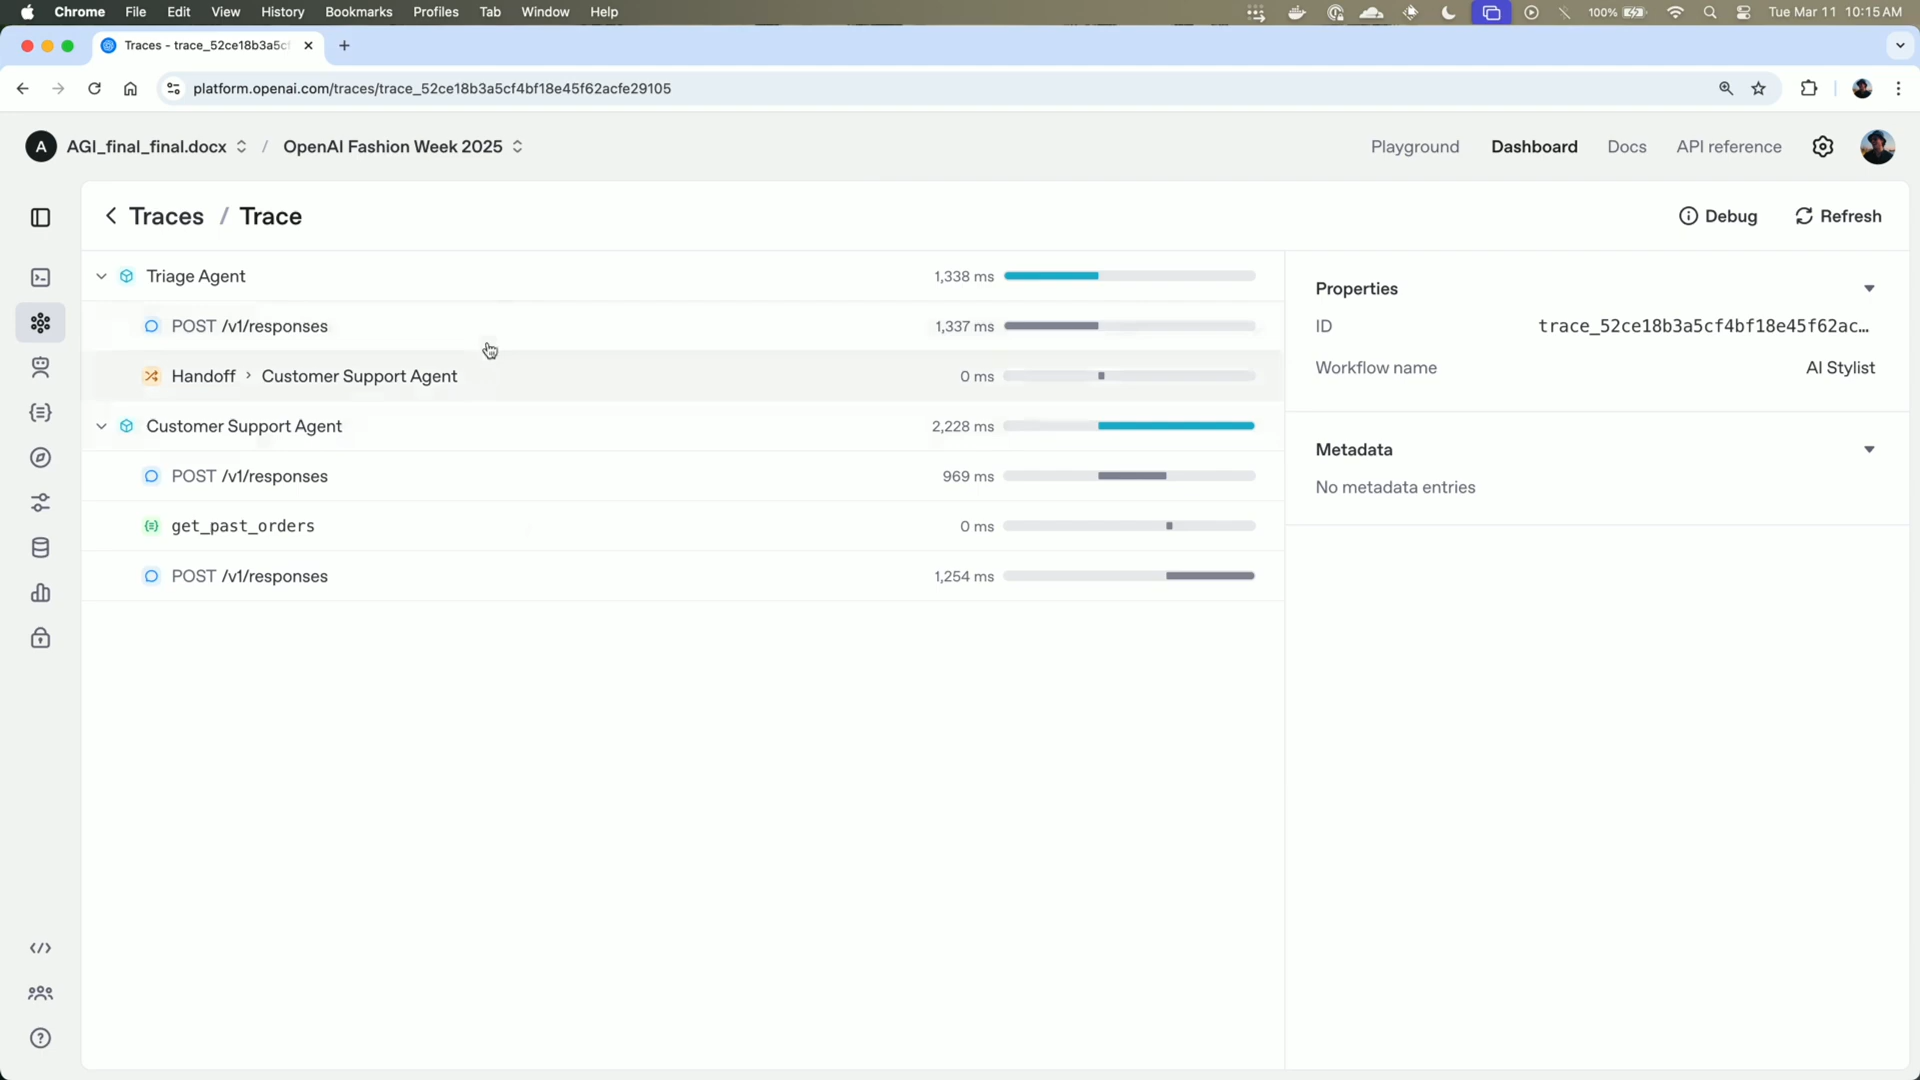 Chrome File Edit View History Bookmarks Profiles Tab Window Help 100% Tue Mar 11 10:15 AM
Traces - trace_52ce18b3a5c
platform.openai.com/traces/trace_52ce18b3a5cf4bf18e45f62acfe29105
A AGI_final_final.docx / OpenAI Fashion Week 2025 Playground Dashboard Docs API reference
Traces / Trace Debug Refresh
Triage Agent 1,338 ms
POST /v1/responses 1,337 ms
Handoff > Customer Support Agent 0 ms
Customer Support Agent 2,228 ms
POST /v1/responses 969 ms
get_past_orders 0 ms
POST /v1/responses 1,254 ms
Properties
ID trace_52ce18b3a5cf4bf18e45f62ac…
Workflow name AI Stylist
Metadata
No metadata entries